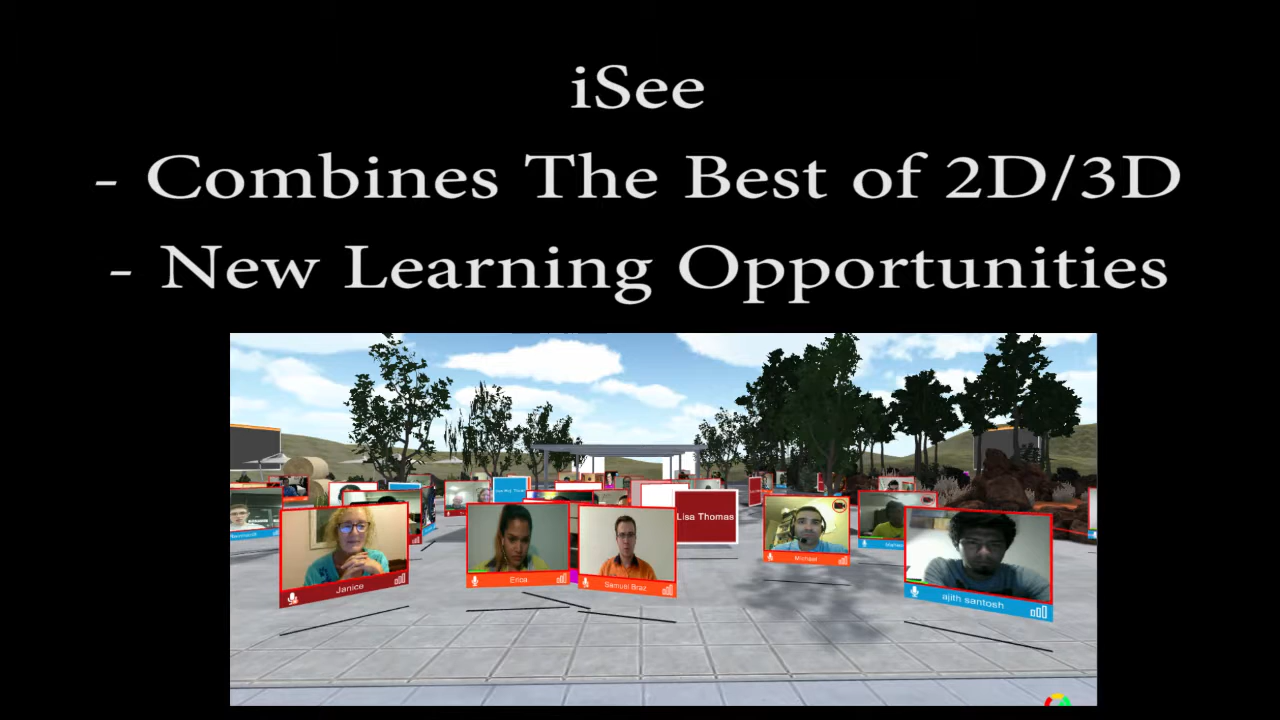 iSee
- Combines The Best of 2D/3D
- New Learning Opportunities
Lisa Thomas
Janice
Erica
Samuel Braz
Michael
ajith santosh